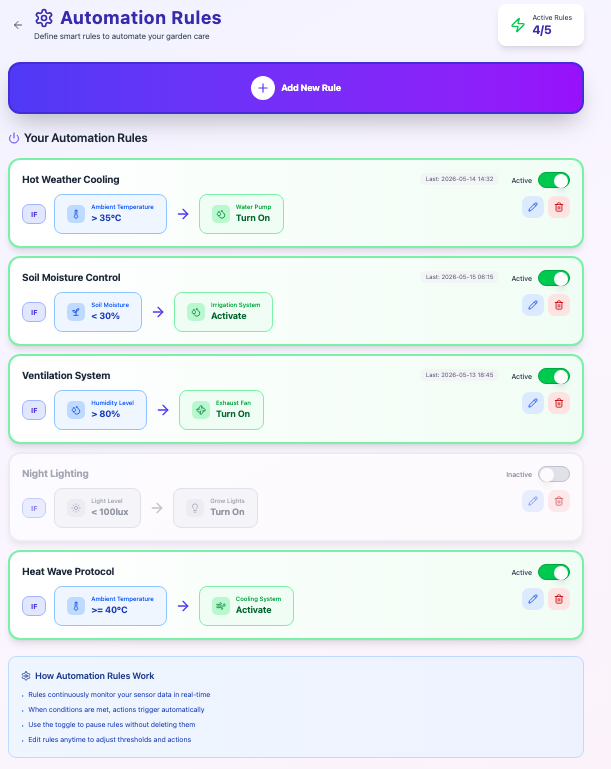 Automation Rules
Define smart rules to automate your garden care
Active Rules
4/5
Add New Rule
Your Automation Rules
Hot Weather Cooling
Last: 2026-05-14 14:32
Active
IF
Ambient Temperature
> 35°C
Water Pump
Turn On
Soil Moisture Control
Last: 2026-05-15 06:15
Active
IF
Soil Moisture
< 30%
Irrigation System
Activate
Ventilation System
Last: 2026-05-13 18:45
Active
IF
Humidity Level
> 80%
Exhaust Fan
Turn On
Night Lighting
Inactive
IF
Light Level
< 100lux
Grow Lights
Turn On
Heat Wave Protocol
Active
IF
Ambient Temperature
>= 40°C
Cooling System
Activate
How Automation Rules Work
• Rules continuously monitor your sensor data in real-time
• When conditions are met, actions trigger automatically
• Use the toggle to pause rules without deleting them
• Edit rules anytime to adjust thresholds and actions